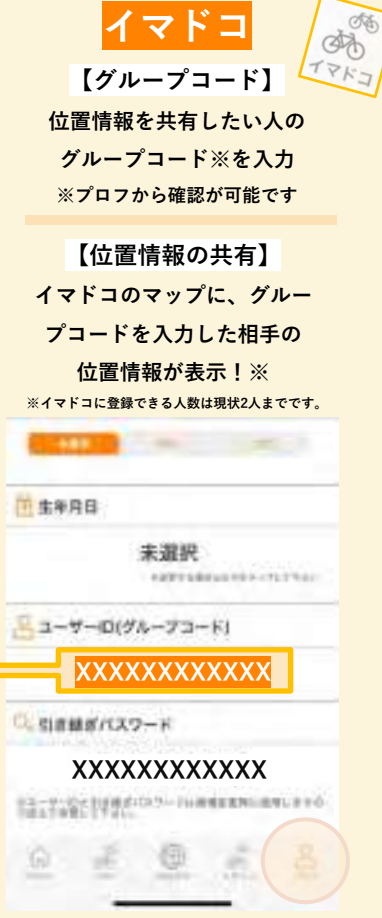 イマドコ
イマドコ
【グループコード】
位置情報を共有したい人の
グループコード※を入力
※プロフから確認が可能です
【位置情報の共有】
イマドコのマップに、グルー
プコードを入力した相手の
位置情報が表示！※
※イマドコに登録できる人数は現状2人までです。
生年月日
未選択
ユーザーID(グループコード)
XXXXXXXXXXXX
引き継ぎパスワード
XXXXXXXXXXXX